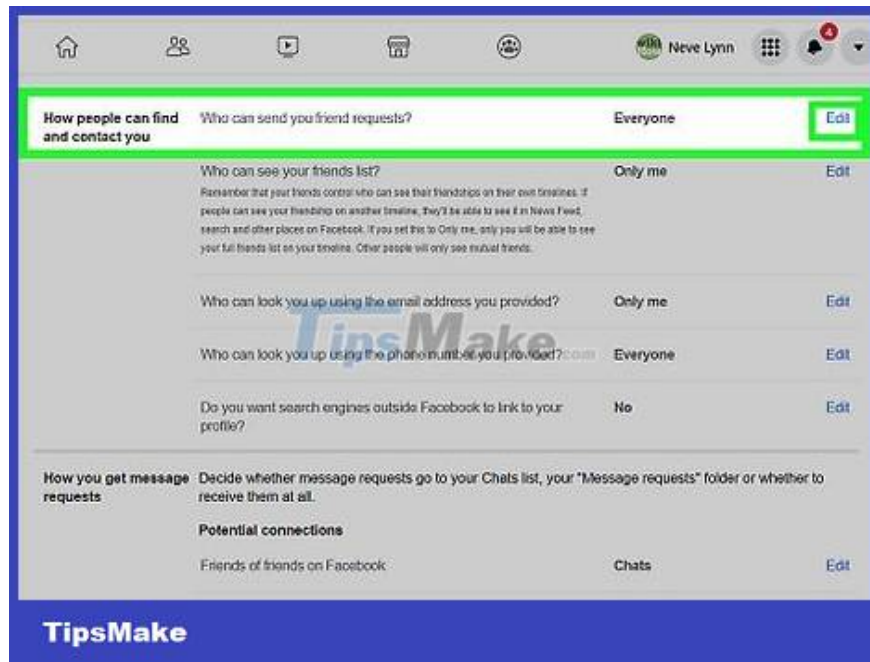 4
wiki
Neve Lynn
How people can find Who can send you friend requests? Everyone Edit
and contact you
Who can see your friends list? Only me Edit
Remember that your friends control who can see their friendships on their own timelines. If
people can see your friendship on another timeline, they'll be able to see it in News Feed,
search and other places on Facebook. If you set this to Only me, only you will be able to see
your full friends list on your timeline. Other people will only see mutual friends.
Who can look you up using the email address you provided? Only me Edit
TipsMake.com
Who can look you up using the phone number you provided? Everyone Edit
Do you want search engines outside Facebook to link to your No Edit
profile?
How you get message Decide whether message requests go to your Chats list, your "Message requests" folder or whether to
requests receive them at all.
Potential connections
Friends of friends on Facebook Chats Edit
TipsMake